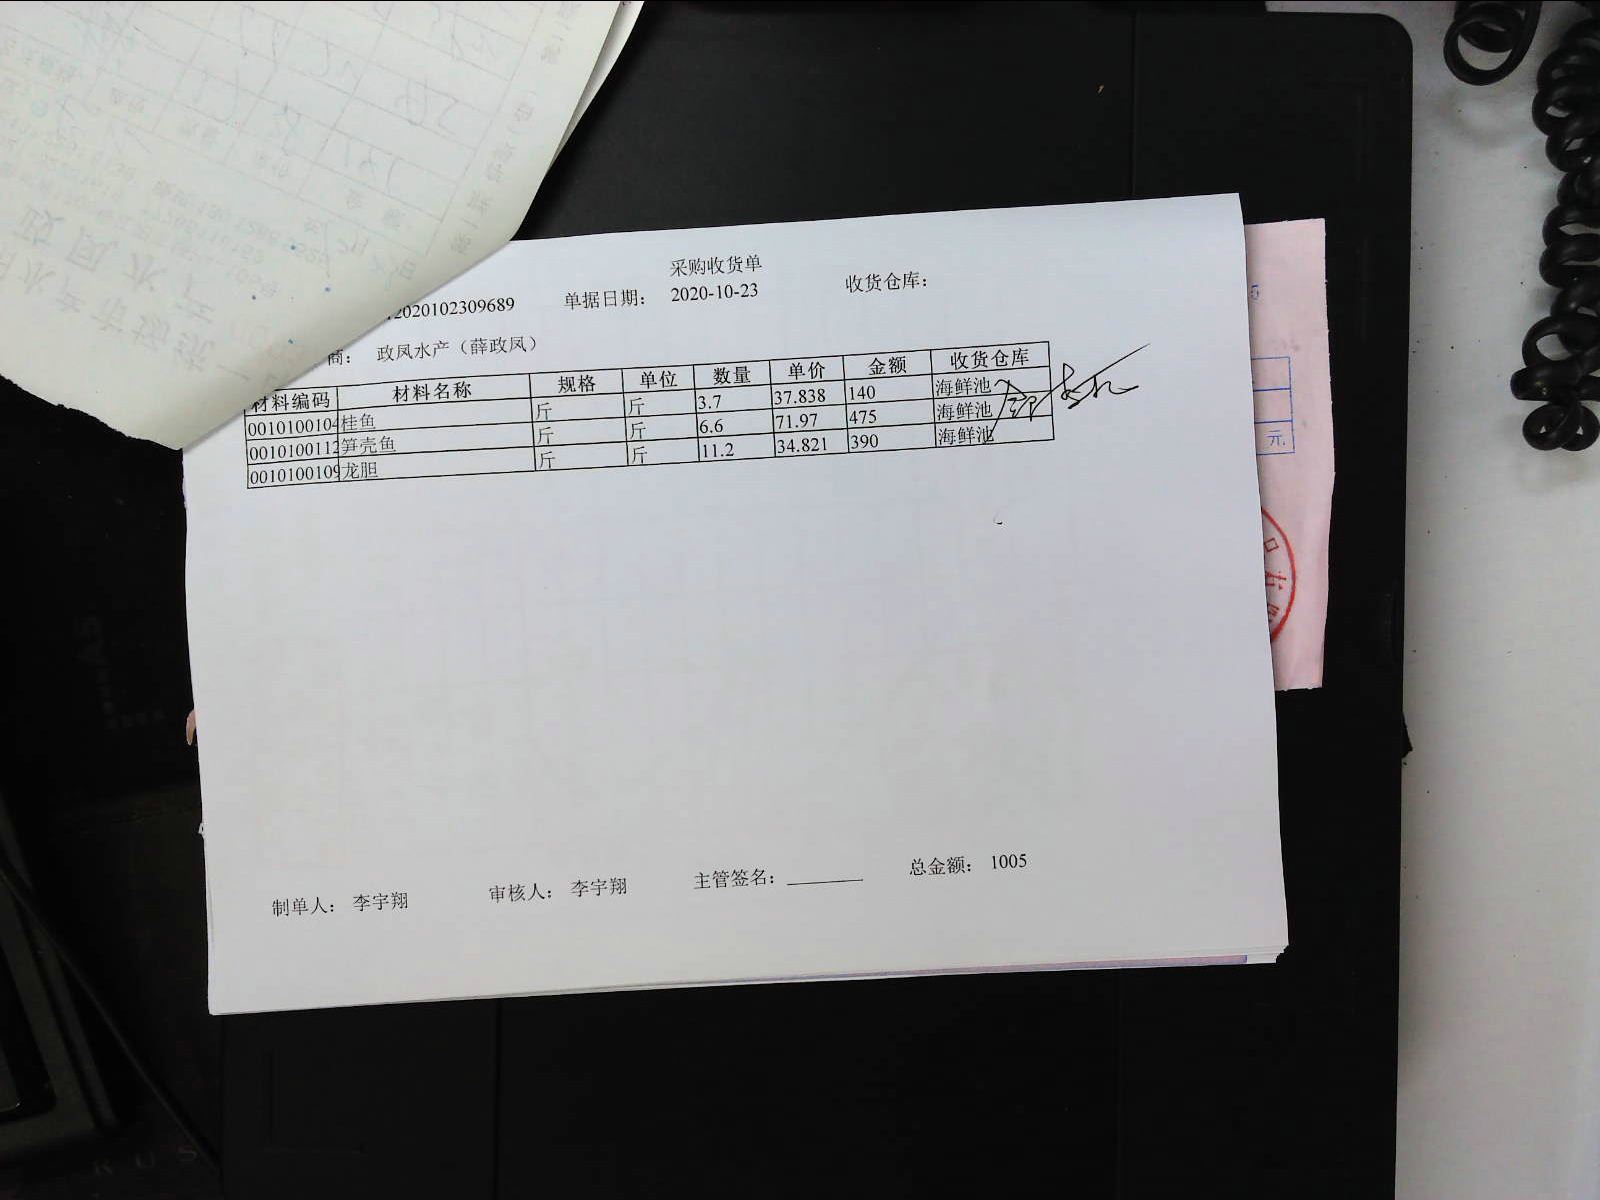 采购收货单
2020102309689 单据日期： 2020-10-23 收货仓库：
商： 政凤水产（薛政凤）
材料编码 材料名称 规格 单位 数量 单价 金额 收货仓库
0010100104 桂鱼 斤 斤 3.7 37.838 140 海鲜池
0010100112 笋壳鱼 斤 斤 6.6 71.97 475 海鲜池
0010100109 龙胆 斤 斤 11.2 34.821 390 海鲜池
元
制单人： 李宇翔 审核人： 李宇翔 主管签名： 总金额： 1005